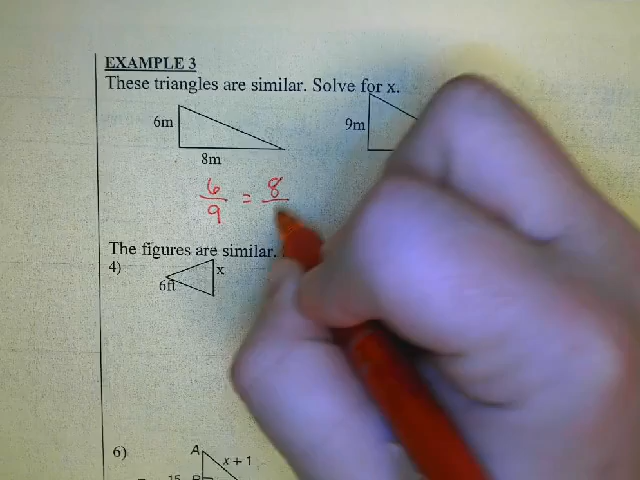 EXAMPLE 3
These triangles are similar. Solve for x.
6m
9m
8m
6/9 = 8/
The figures are similar.
4)
x
6ft
6)
A
x + 1
15